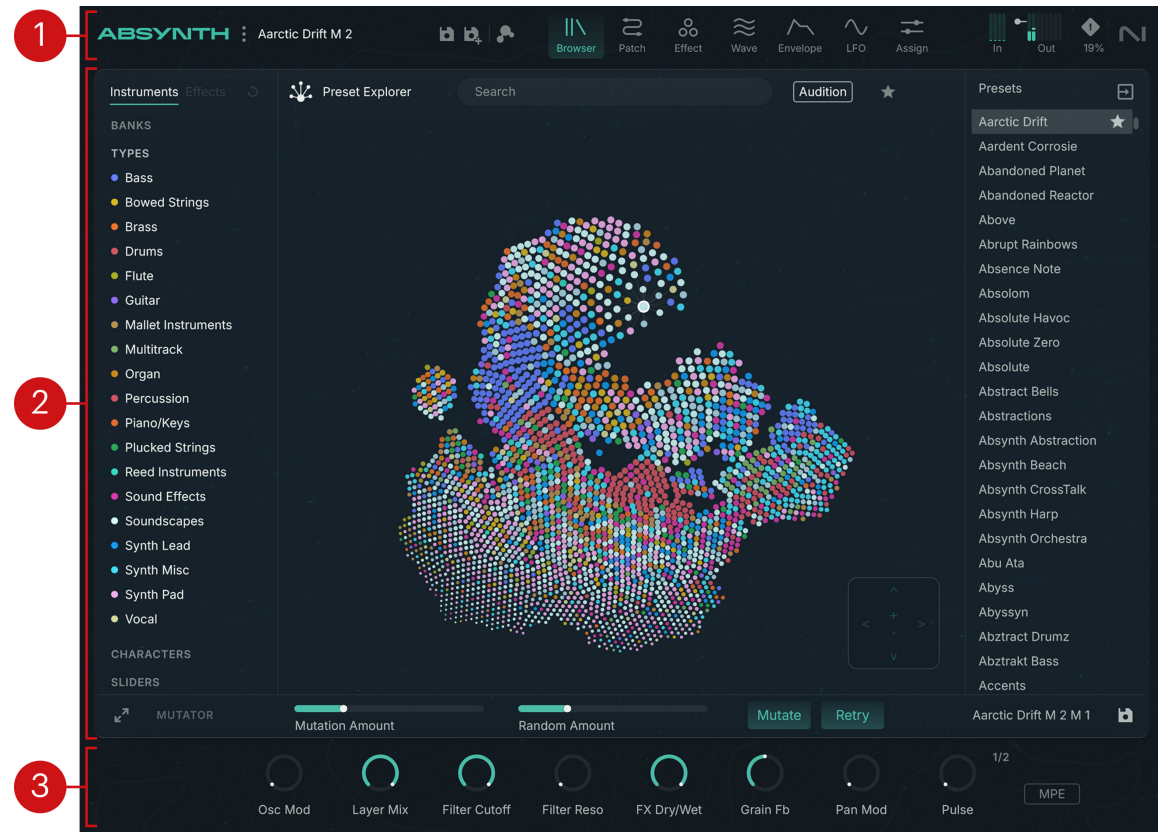 1
ABSYNTH
Aarctic Drift M 2
Browser
Patch
Effect
Wave
Envelope
LFO
Assign
In
Out
19%
2
Instruments
Effects
Preset Explorer
Search
Audition
Presets
BANKS
TYPES
Bass
Bowed Strings
Brass
Drums
Flute
Guitar
Mallet Instruments
Multitrack
Organ
Percussion
Piano/Keys
Plucked Strings
Reed Instruments
Sound Effects
Soundscapes
Synth Lead
Synth Misc
Synth Pad
Vocal
CHARACTERS
SLIDERS
Aarctic Drift
Aardent Corrosie
Abandoned Planet
Abandoned Reactor
Above
Abrupt Rainbows
Absence Note
Absolom
Absolute Havoc
Absolute Zero
Absolute
Abstract Bells
Abstractions
Absynth Abstraction
Absynth Beach
Absynth CrossTalk
Absynth Harp
Absynth Orchestra
Abu Ata
Abyss
Abyssyn
Abztract Drumz
Abztrakt Bass
Accents
MUTATOR
Mutation Amount
Random Amount
Mutate
Retry
Aarctic Drift M 2 M 1
3
Osc Mod
Layer Mix
Filter Cutoff
Filter Reso
FX Dry/Wet
Grain Fb
Pan Mod
Pulse
1/2
MPE